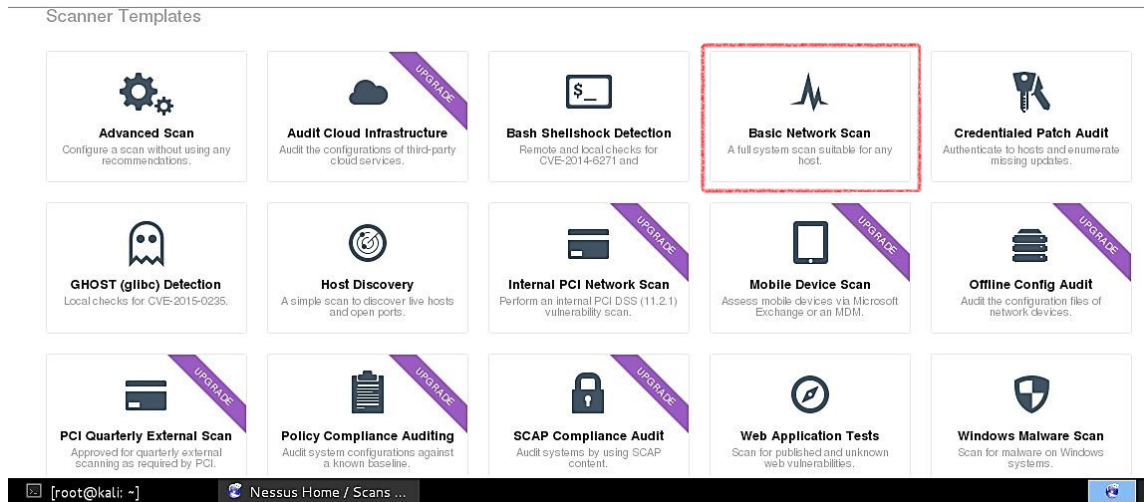 Scanner Templates
UPGRADE
$_
Advanced Scan
Configure a scan without using any
recommendations.
Audit Cloud Infrastructure
Audit the configurations of third-party
cloud services.
Bash Shellshock Detection
Remote and local checks for
CVE-2014-6271 and
Basic Network Scan
A full system scan suitable for any
host.
Credentialed Patch Audit
Authenticate to hosts and enumerate
missing updates.
UPGRADE
UPGRADE
UPGRADE
GHOST (glibc) Detection
Local checks for CVE-2015-0235.
Host Discovery
A simple scan to discover live hosts
and open ports.
Internal PCI Network Scan
Perform an internal PCI DSS (11.2.1)
vulnerability scan.
Mobile Device Scan
Assess mobile devices via Microsoft
Exchange or an MDM.
Offline Config Audit
Audit the configuration files of
network devices.
UPGRADE
UPGRADE
UPGRADE
PCI Quarterly External Scan
Approved for quarterly external
scanning as required by PCI.
Policy Compliance Auditing
Audit system configurations against
a known baseline.
SCAP Compliance Audit
Audit systems by using SCAP
content.
Web Application Tests
Scan for published and unknown
web vulnerabilities.
Windows Malware Scan
Scan for malware on Windows
systems.
[root@kali: ~]
Nessus Home / Scans ...